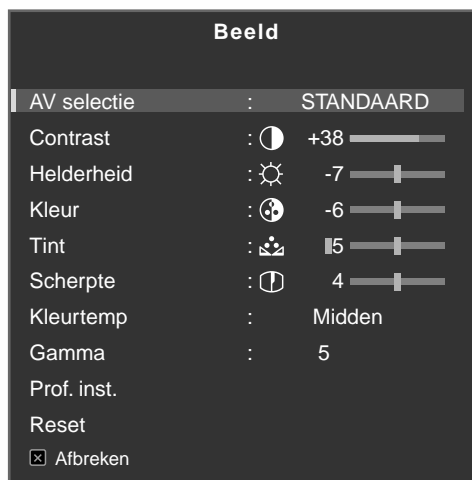 Beeld
AV selectie : STANDAARD
Contrast : +38
Helderheid : -7
Kleur : -6
Tint : 5
Scherpte : 4
Kleurtemp : Midden
Gamma : 5
Prof. inst.
Reset
Afbreken